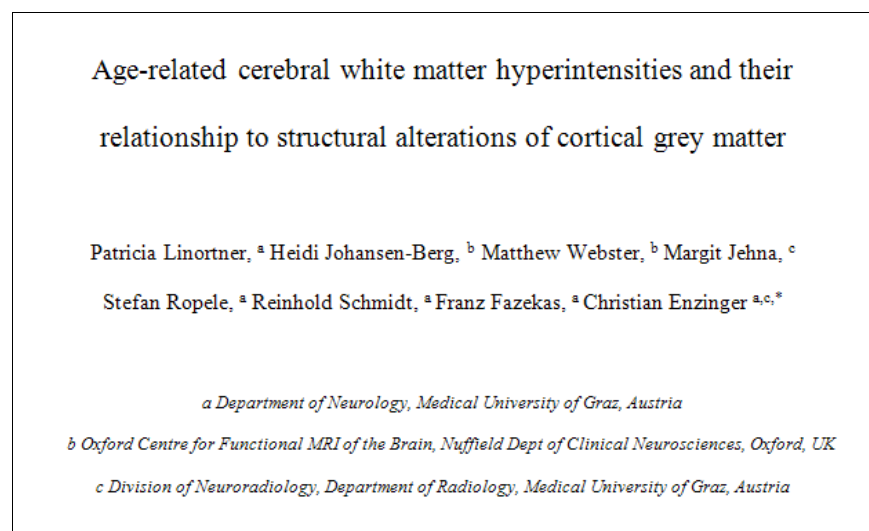 Age-related cerebral white matter hyperintensities and their
relationship to structural alterations of cortical grey matter
Patricia Linortner, a Heidi Johansen-Berg, b Matthew Webster, b Margit Jehna, c
Stefan Ropele, a Reinhold Schmidt, a Franz Fazekas, a Christian Enzinger a,c,*
a Department of Neurology, Medical University of Graz, Austria
b Oxford Centre for Functional MRI of the Brain, Nuffield Dept of Clinical Neurosciences, Oxford, UK
c Division of Neuroradiology, Department of Radiology, Medical University of Graz, Austria